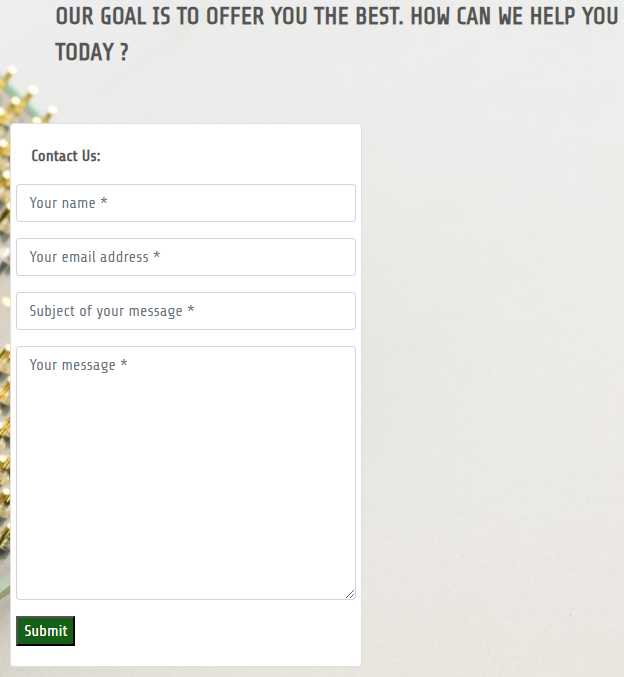 OUR GOAL IS TO OFFER YOU THE BEST. HOW CAN WE HELP YOU
TODAY ?
Contact Us:
Your name *
Your email address *
Subject of your message *
Your message *
Submit